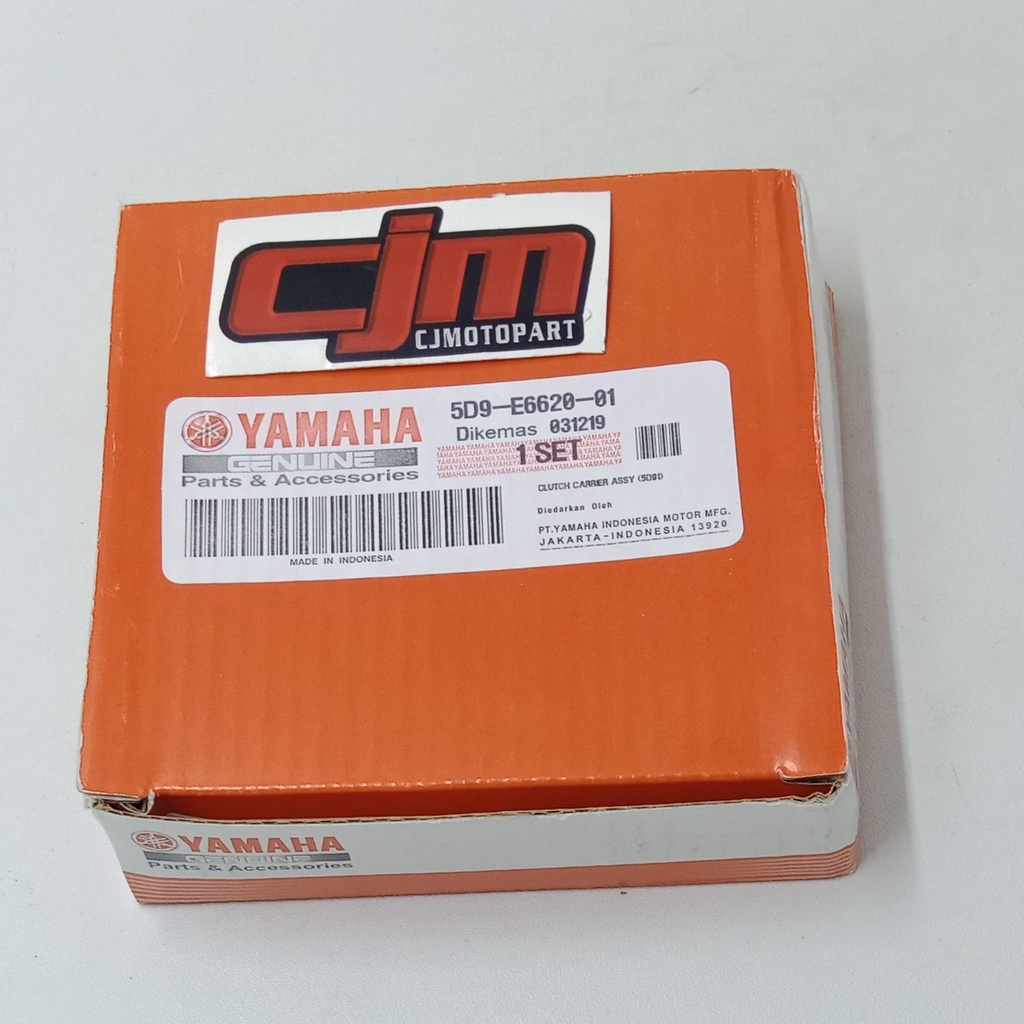 cjm
CJMOTOPART
YAMAHA
GENUINE
Parts & Accessories
MADE IN INDONESIA
5D9-E6620-01
Dikemas 031219
1 SET
CLUTCH CARRIER ASSY (5D9)
Diedarkan Oleh
PT.YAMAHA INDONESIA MOTOR MFG.
JAKARTA-INDONESIA 13920
YAMAHA
GENUINE
Parts & Accessories